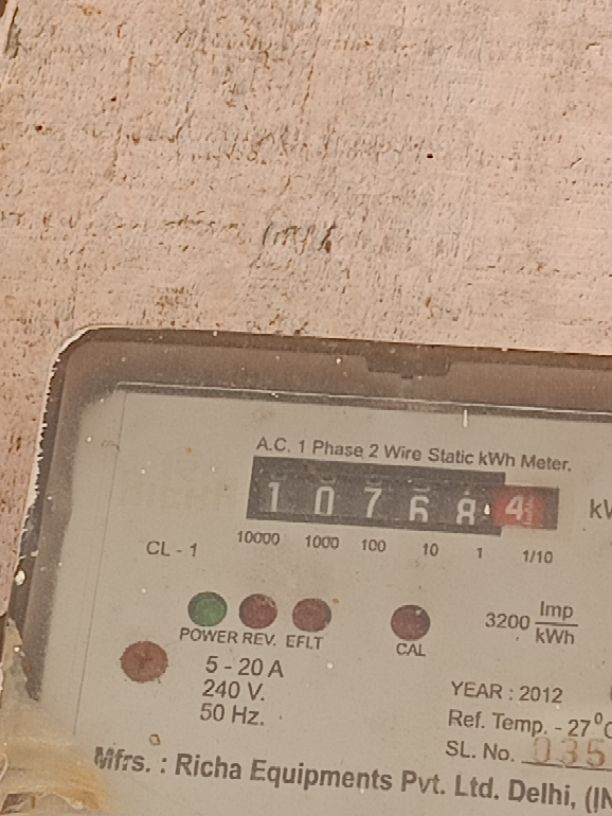 A.C. 1 Phase 2 Wire Static kWh Meter.
1 0 7 6 8 . 4
CL - 1
10000 1000 100 10 1 1/10
POWER REV. EFLT
CAL
3200 Imp/kWh
5 - 20 A
240 V.
50 Hz.
YEAR : 2012
Ref. Temp. - 27°C
SL. No. 035
Mfrs. : Richa Equipments Pvt. Ltd. Delhi, (IN